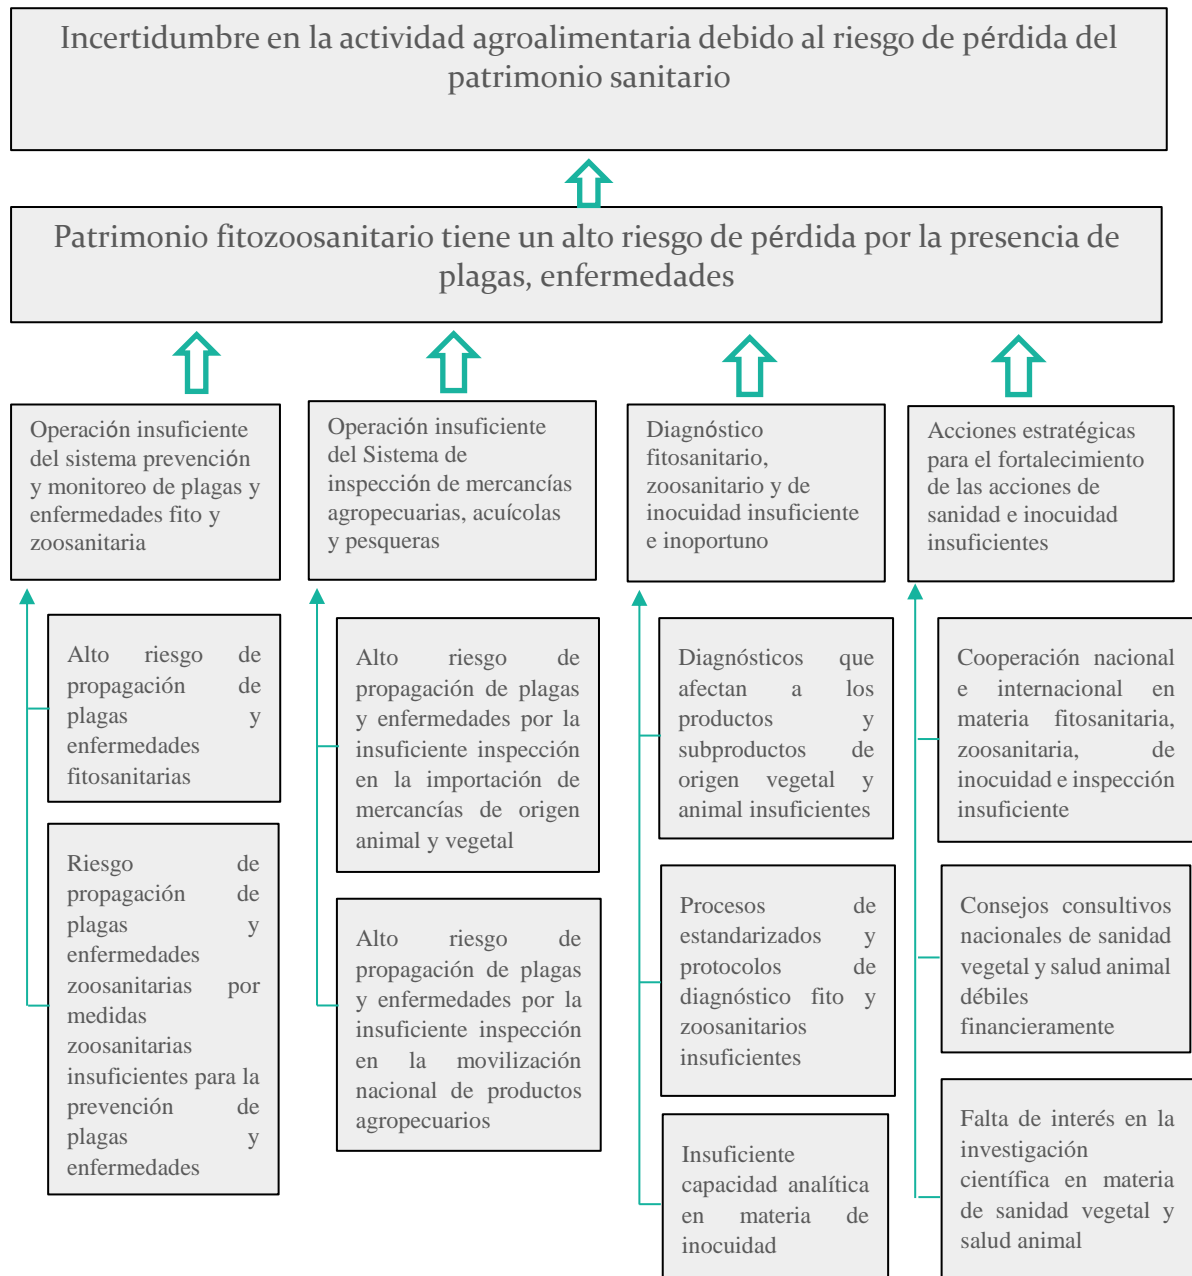 Incertidumbre en la actividad agroalimentaria debido al riesgo de pérdida del
patrimonio sanitario
Patrimonio fitozoosanitario tiene un alto riesgo de pérdida por la presencia de
plagas, enfermedades
Operación insuficiente
del sistema prevención
y monitoreo de plagas y
enfermedades fito y
zoosanitaria
Alto riesgo de
propagación de
plagas y
enfermedades
fitosanitarias
Riesgo de
propagación de
plagas y
enfermedades
zoosanitarias por
medidas
zoosanitarias
insuficientes para la
prevención de
plagas y
enfermedades
Operación insuficiente
del Sistema de
inspección de mercancías
agropecuarias, acuícolas
y pesqueras
Alto riesgo de
propagación de plagas
y enfermedades por la
insuficiente inspección
en la importación de
mercancías de origen
animal y vegetal
Alto riesgo de
propagación de plagas
y enfermedades por la
insuficiente inspección
en la movilización
nacional de productos
agropecuarios
Diagnóstico
fitosanitario,
zoosanitario y de
inocuidad insuficiente
e inoportuno
Diagnósticos que
afectan a los
productos y
subproductos de
origen vegetal y
animal insuficientes
Procesos de
estandarizados y
protocolos de
diagnóstico fito y
zoosanitarios
insuficientes
Insuficiente
capacidad analítica
en materia de
inocuidad
Acciones estratégicas
para el fortalecimiento
de las acciones de
sanidad e inocuidad
insuficientes
Cooperación nacional
e internacional en
materia fitosanitaria,
zoosanitaria, de
inocuidad e inspección
insuficiente
Consejos consultivos
nacionales de sanidad
vegetal y salud animal
débiles
financieramente
Falta de interés en la
investigación
científica en materia
de sanidad vegetal y
salud animal